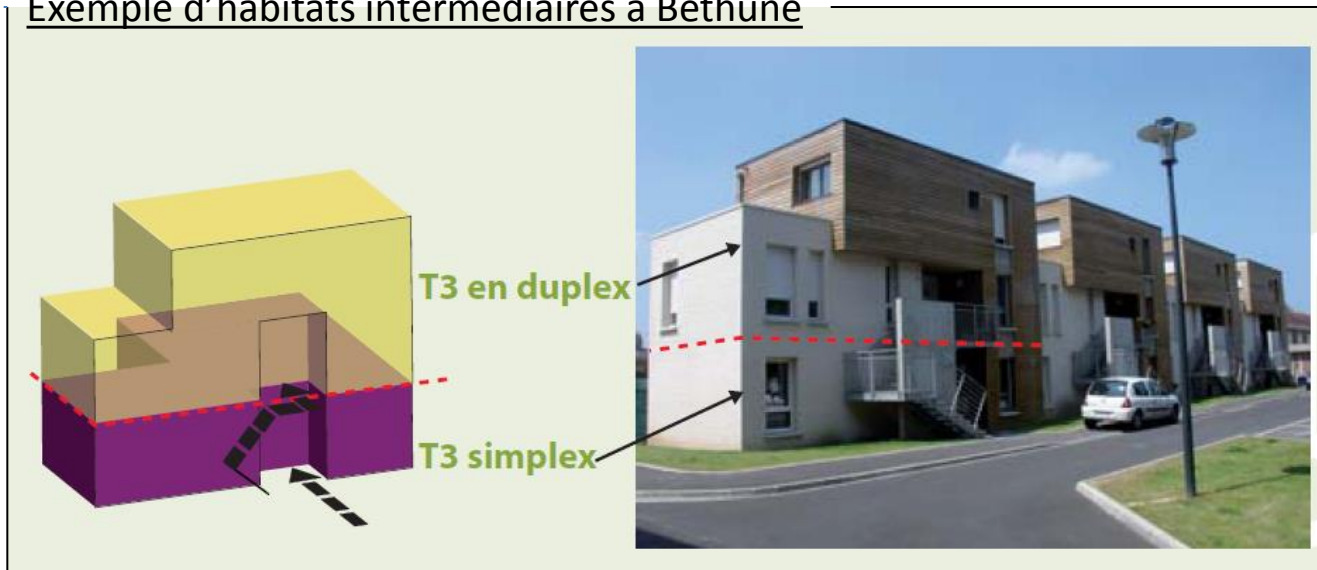 Exemple d'habitats intermédiaires à Béthune
T3 en duplex
T3 simplex